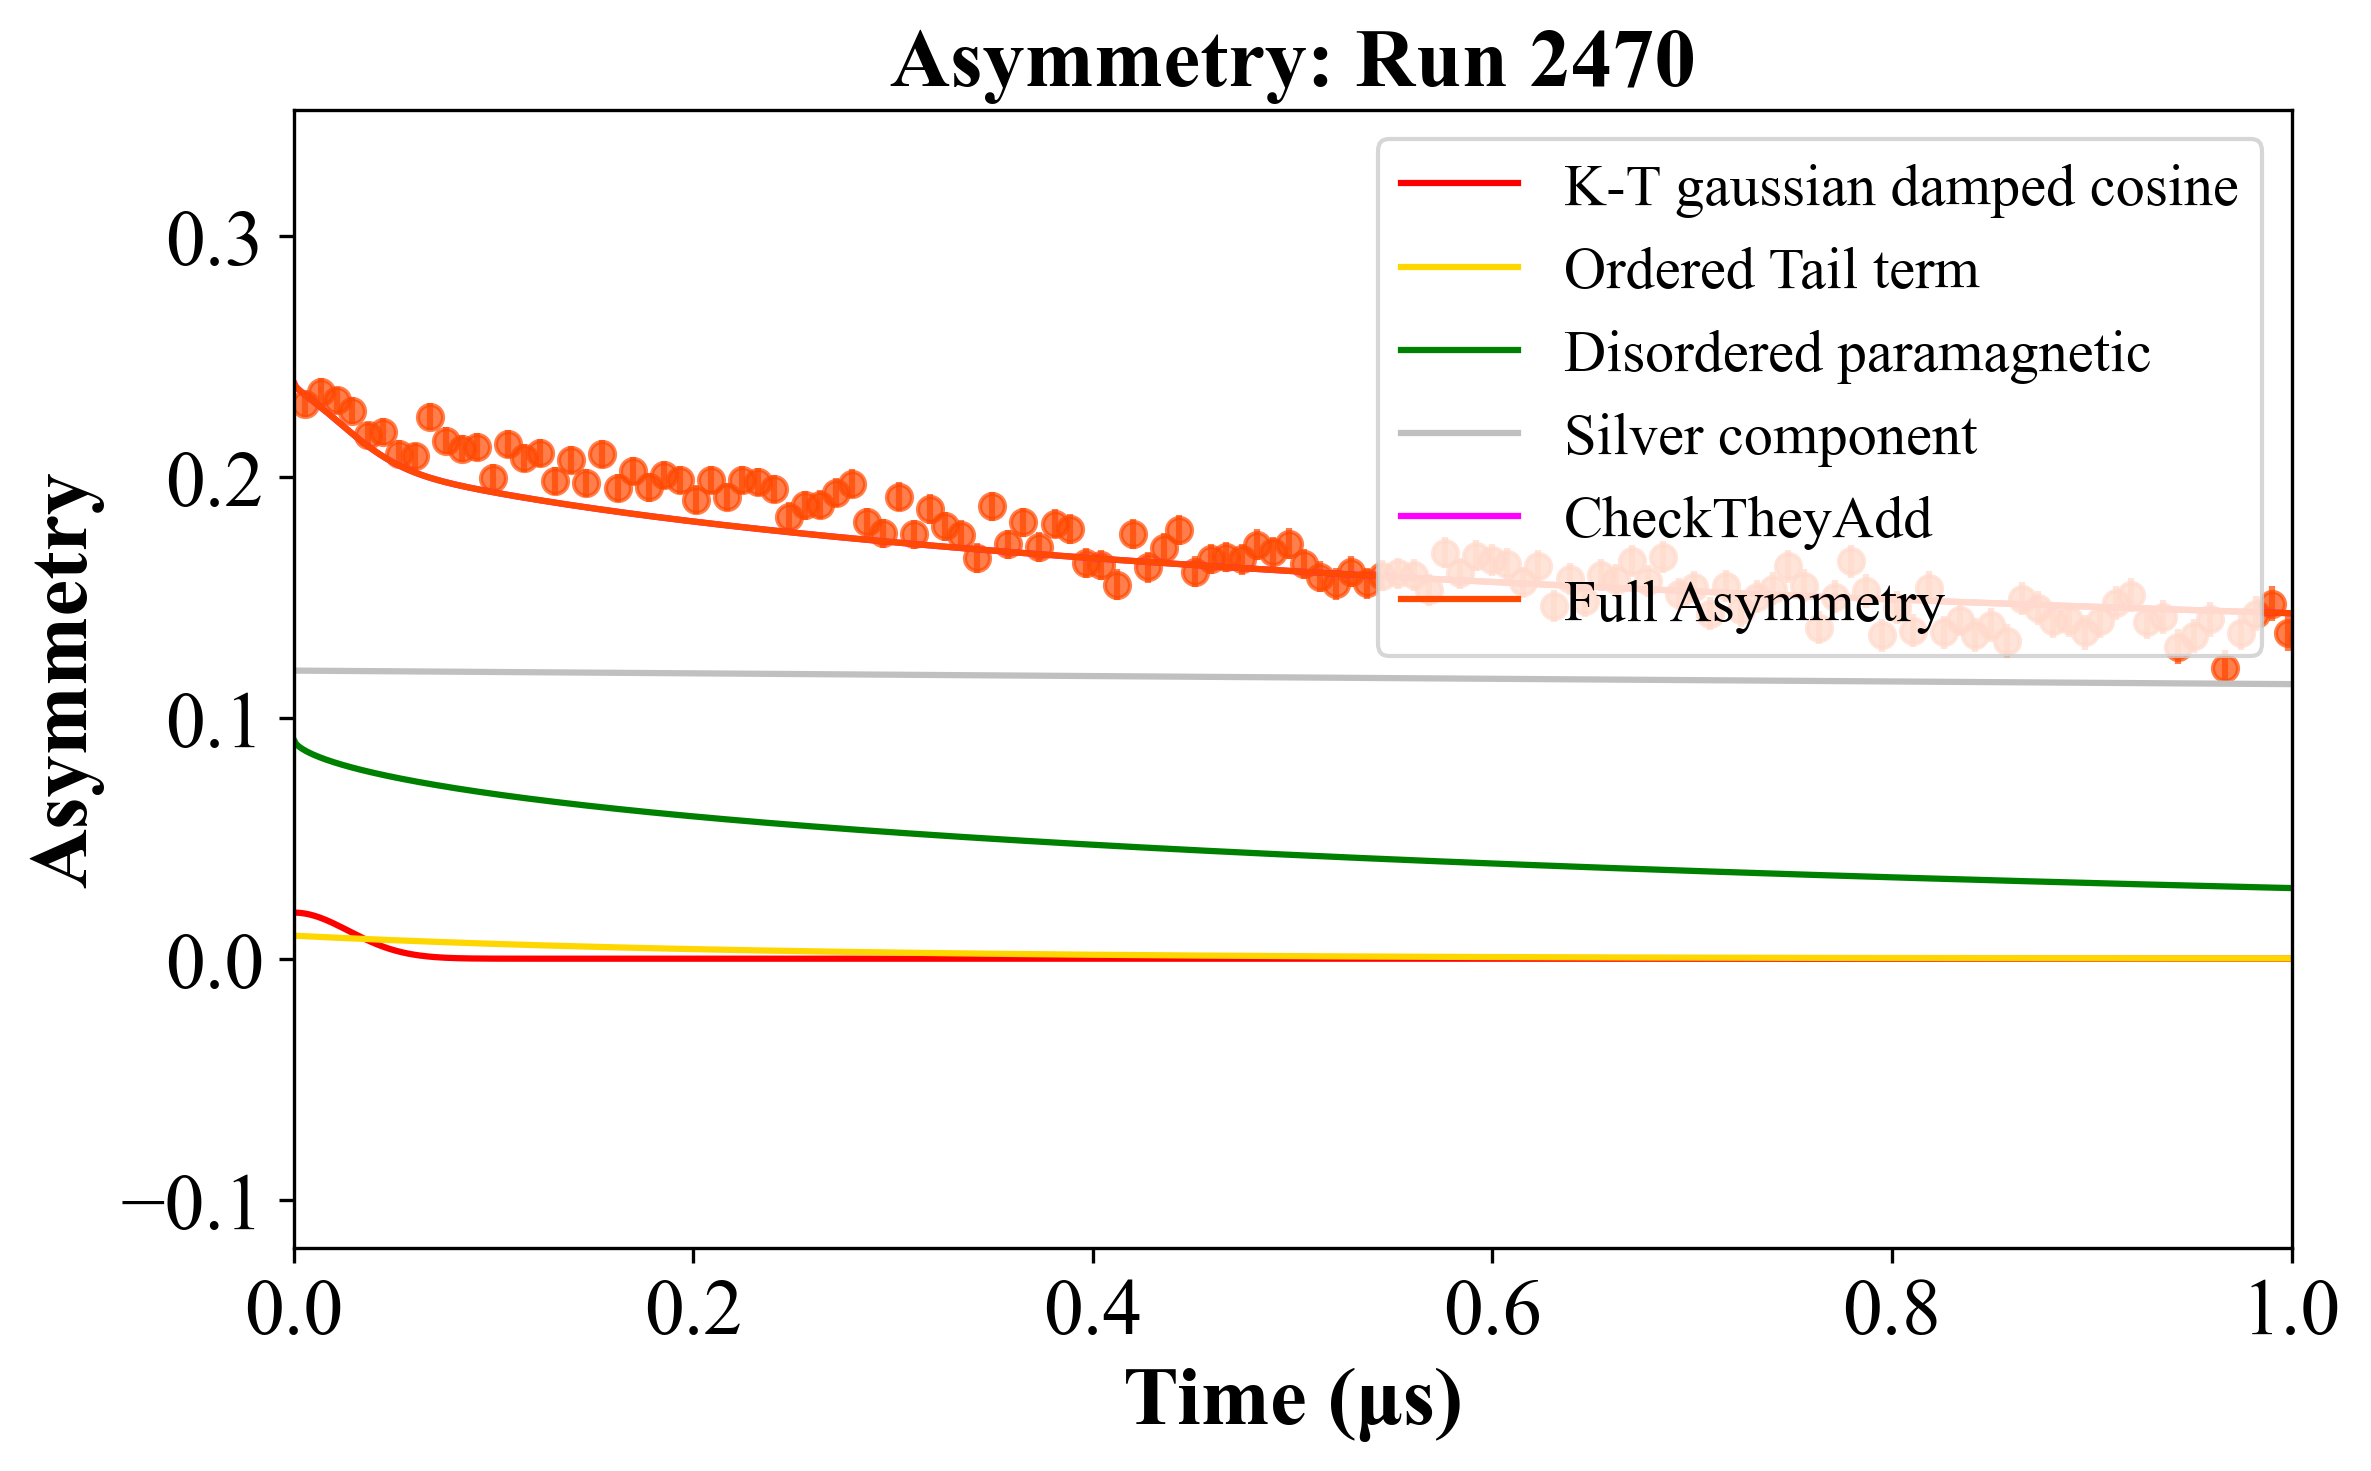 Asymmetry: Run 2470
K-T gaussian damped cosine
Ordered Tail term
Disordered paramagnetic
Silver component
CheckTheyAdd
Full Asymmetry
Asymmetry
0.3
0.2
0.1
0.0
−0.1
0.0 0.2 0.4 0.6 0.8 1.0
Time (μs)